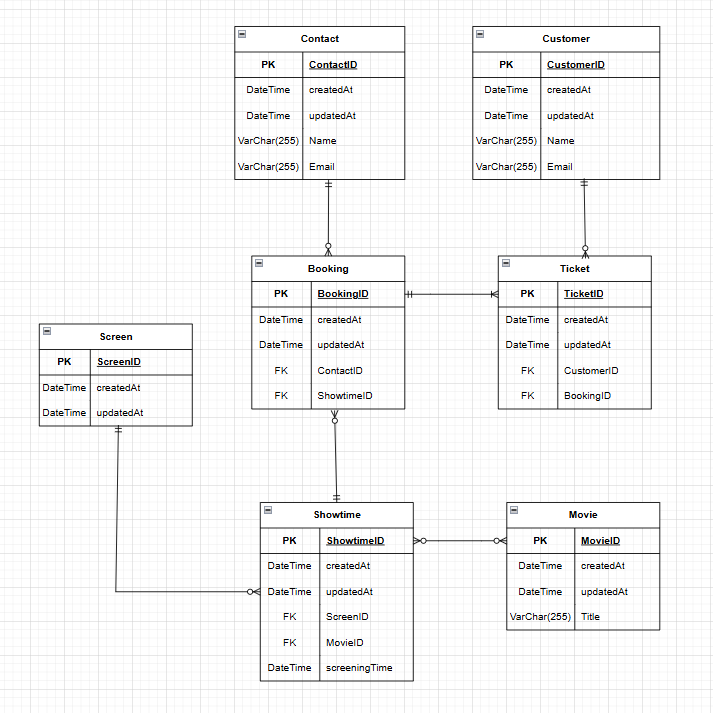 Contact
PK ContactID
DateTime createdAt
DateTime updatedAt
VarChar(255) Name
VarChar(255) Email
Customer
PK CustomerID
DateTime createdAt
DateTime updatedAt
VarChar(255) Name
VarChar(255) Email
Booking
PK BookingID
DateTime createdAt
DateTime updatedAt
FK ContactID
FK ShowtimeID
Ticket
PK TicketID
DateTime createdAt
DateTime updatedAt
FK CustomerID
FK BookingID
Screen
PK ScreenID
DateTime createdAt
DateTime updatedAt
Showtime
PK ShowtimeID
DateTime createdAt
DateTime updatedAt
FK ScreenID
FK MovieID
DateTime screeningTime
Movie
PK MovieID
DateTime createdAt
DateTime updatedAt
VarChar(255) Title